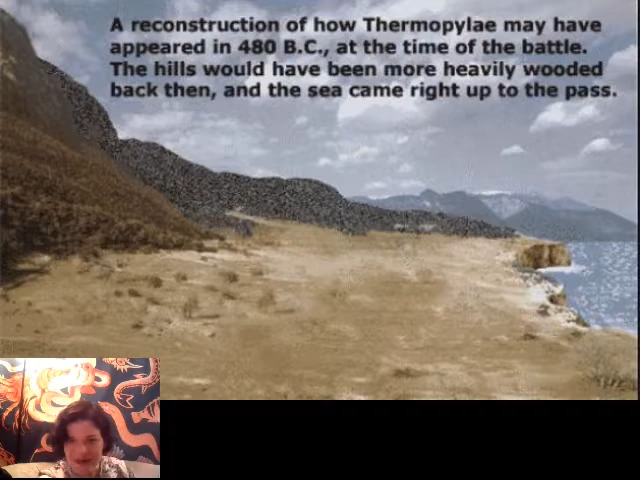 A reconstruction of how Thermopylae may have
appeared in 480 B.C., at the time of the battle.
The hills would have been more heavily wooded
back then, and the sea came right up to the pass.